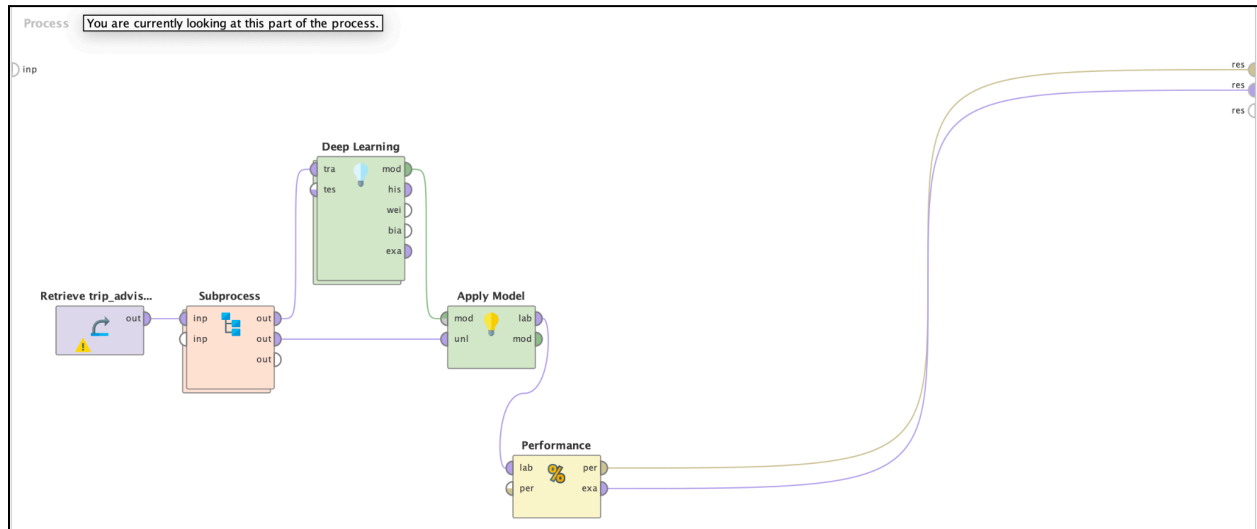 Process You are currently looking at this part of the process.
inp
res
res
res
Deep Learning
tra mod
tes his
wei
bia
exa
Retrieve trip_advis...
out
Subprocess
inp out
inp out
out
Apply Model
mod lab
unl mod
Performance
lab per
per exa
%